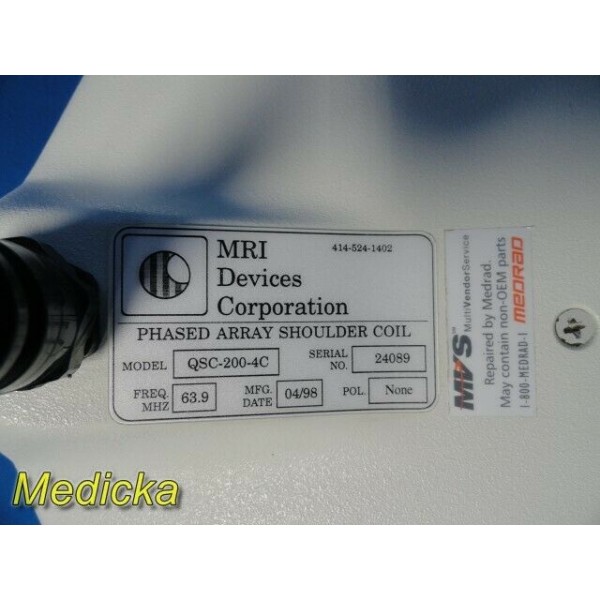 MRI
Devices
Corporation
414-524-1402
PHASED ARRAY SHOULDER COIL
MODEL QSC-200-4C SERIAL NO. 24089
FREQ. MHZ 63.9 MFG. DATE 04/98 POL. None
MVS™ MultiVendorService
Repaired by Medrad.
May contain non-OEM parts
1-800-MEDRAD-1 MEDRAD
Medicka